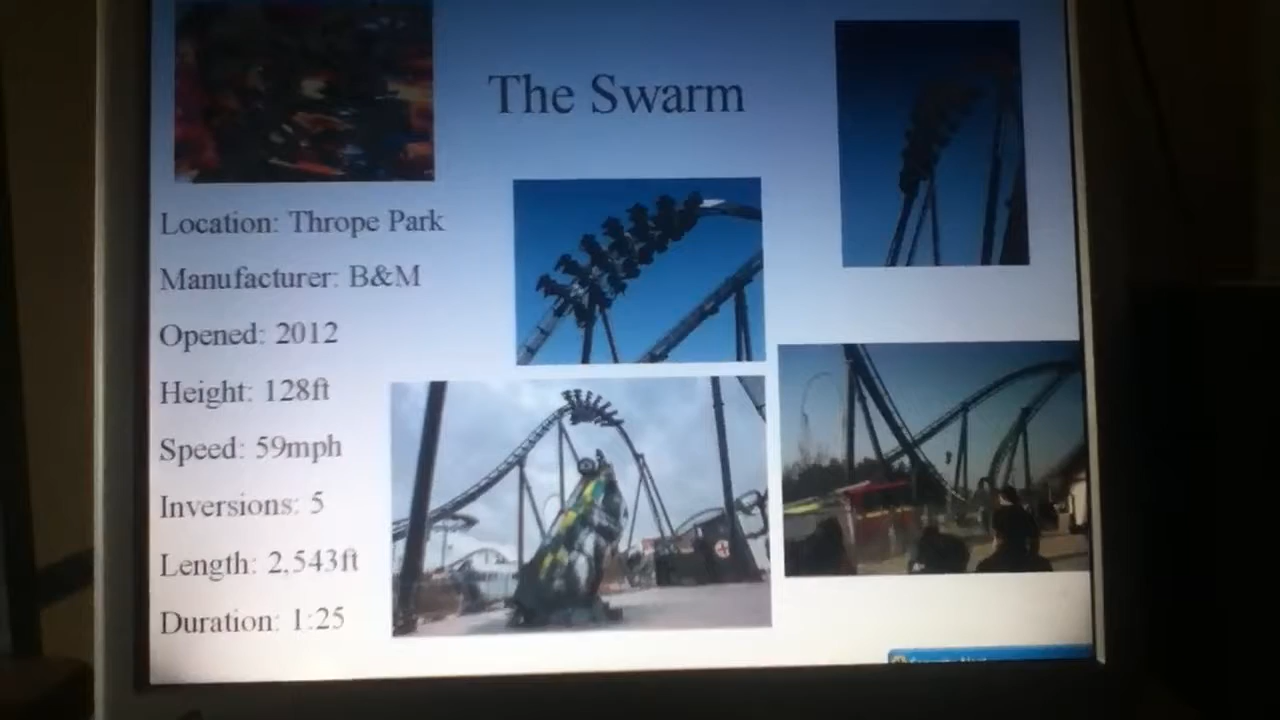 The Swarm
Location: Thrope Park
Manufacturer: B&M
Opened: 2012
Height: 128ft
Speed: 59mph
Inversions: 5
Length: 2,543ft
Duration: 1:25